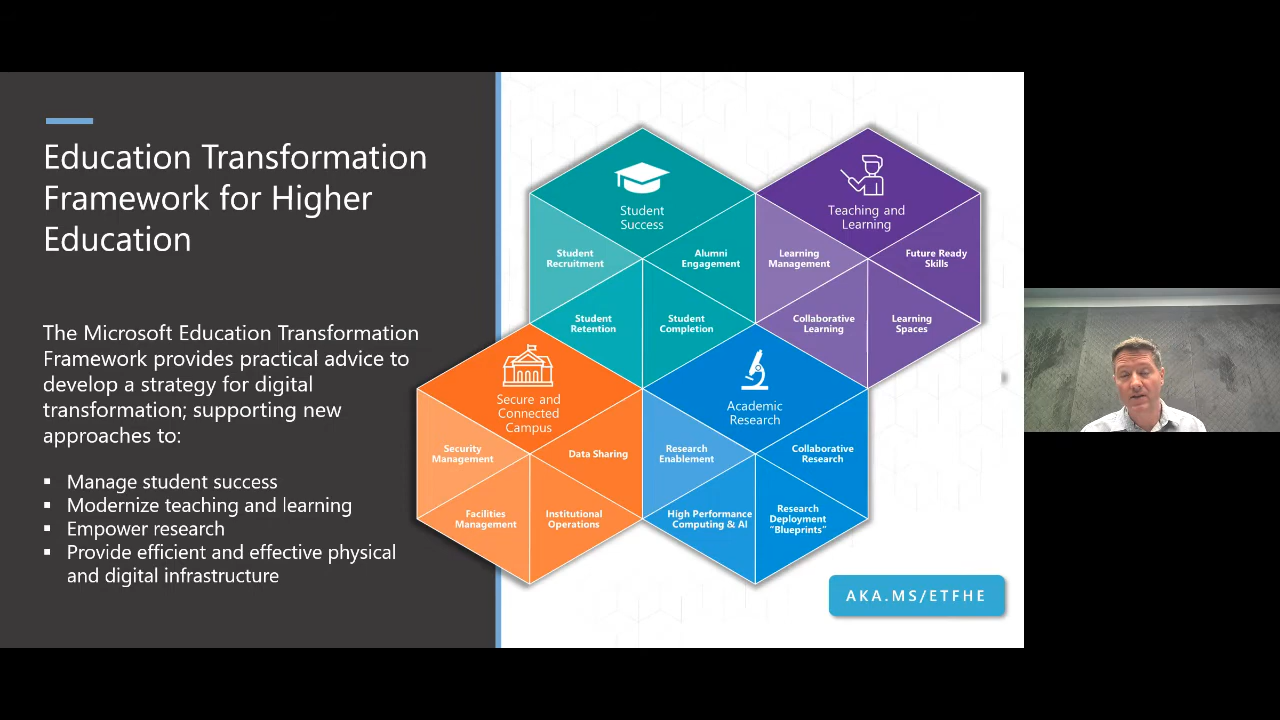 Education Transformation
Framework for Higher
Education
The Microsoft Education Transformation
Framework provides practical advice to
develop a strategy for digital
transformation; supporting new
approaches to:
▪ Manage student success
▪ Modernize teaching and learning
▪ Empower research
▪ Provide efficient and effective physical
and digital infrastructure
Student
Success
Student
Recruitment
Alumni
Engagement
Student
Retention
Student
Completion
Teaching and
Learning
Learning
Management
Future Ready
Skills
Collaborative
Learning
Learning
Spaces
Secure and
Connected
Campus
Security
Management
Data Sharing
Facilities
Management
Institutional
Operations
Academic
Research
Research
Enablement
Collaborative
Research
High Performance
Computing & AI
Research
Deployment
"Blueprints"
AKA.MS/ETFHE